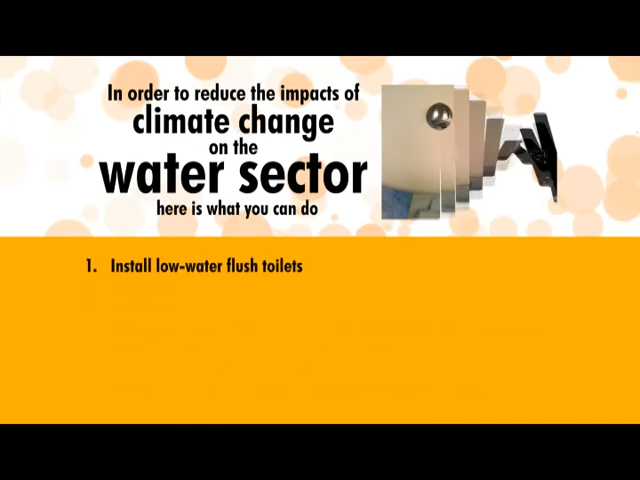 In order to reduce the impacts of
climate change
on the
water sector
here is what you can do
1. Install low-water flush toilets